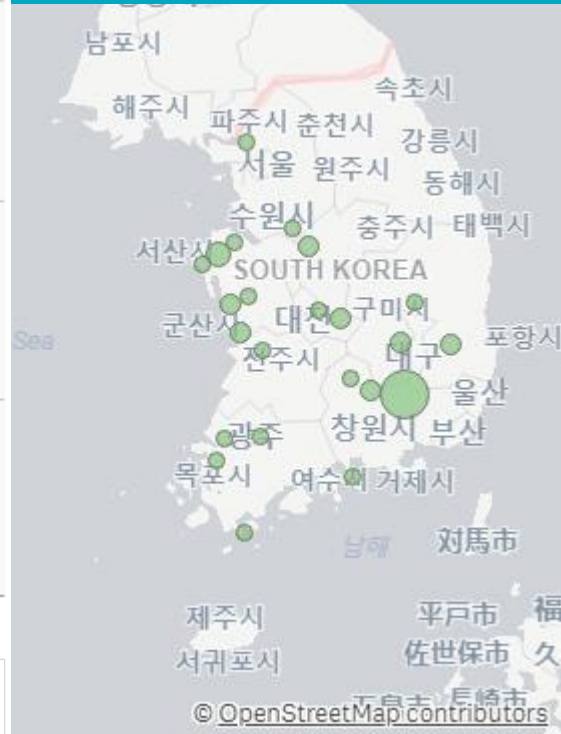 남포시
속초시
해주시
파주시 춘천시
강릉시
서울 원주시
동해시
수원시
충주시 태백시
서산시
SOUTH KOREA
대전 구미시
군산시
Sea
포항시
대구
전주시
울산
창원시 부산
광주
목포시 여수시 거제시
남해 対馬市
제주시 平戸市 福
서귀포시 佐世保市 久
長崎市
© OpenStreetMap contributors